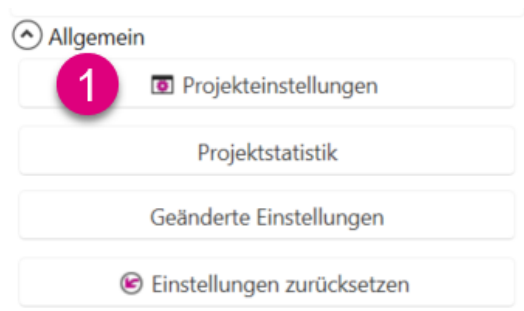 Allgemein
1 Projekteinstellungen
Projektstatistik
Geänderte Einstellungen
Einstellungen zurücksetzen